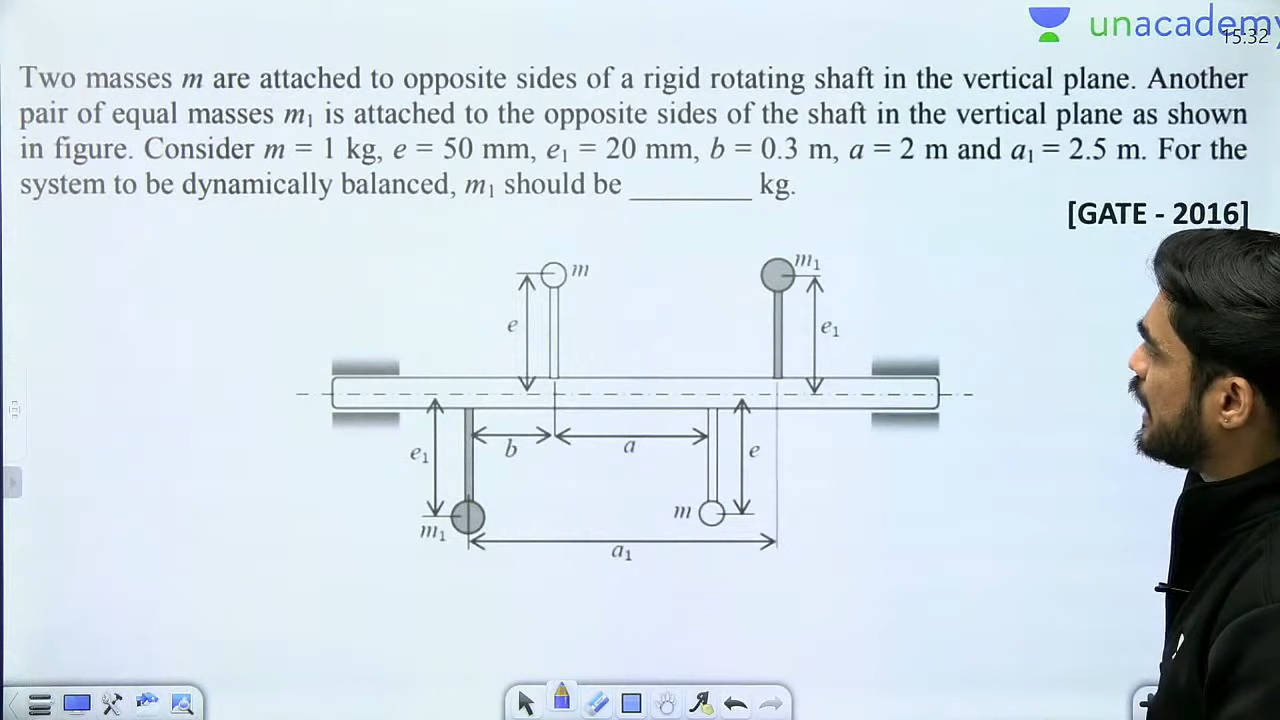 unacademy
15:32
Two masses m are attached to opposite sides of a rigid rotating shaft in the vertical plane. Another
pair of equal masses m₁ is attached to the opposite sides of the shaft in the vertical plane as shown
in figure. Consider m = 1 kg, e = 50 mm, e₁ = 20 mm, b = 0.3 m, a = 2 m and a₁ = 2.5 m. For the
system to be dynamically balanced, m₁ should be ________ kg.
[GATE - 2016]
m
m₁
e
e₁
b
a
e₁
e
m
m₁
a₁